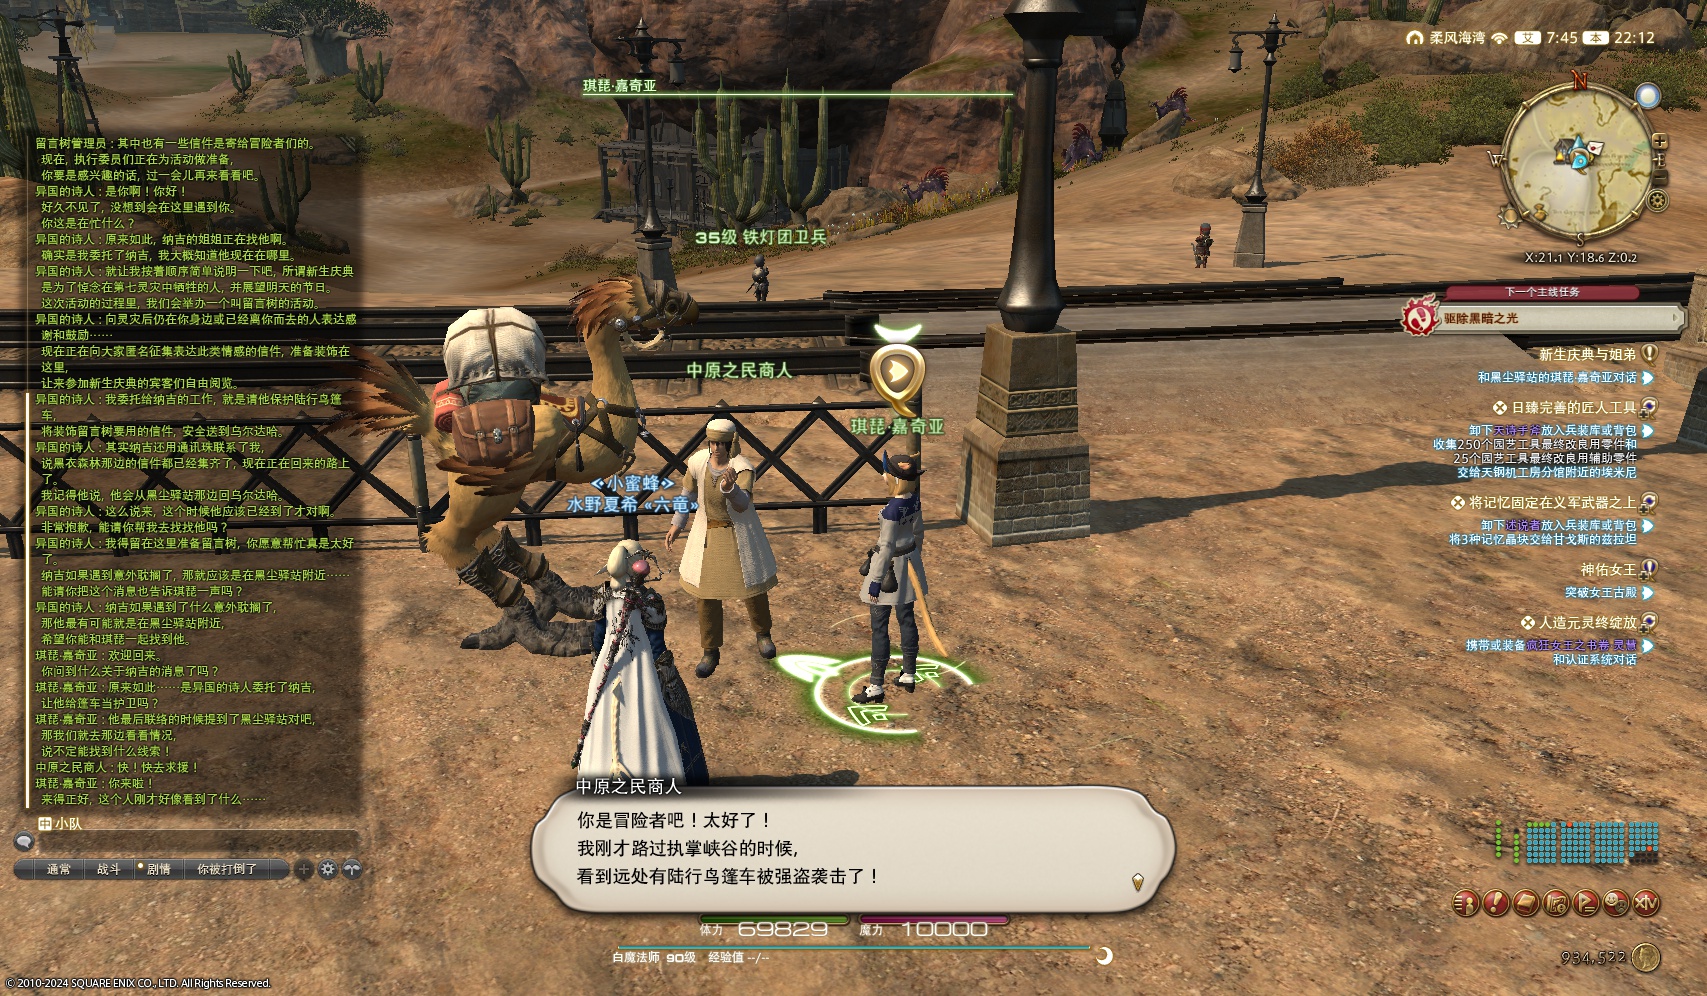 琪琵·嘉奇亚
柔风海湾 艾 7:45 本 22:12
N
W
S
X:21.1 Y:18.6 Z:0.2
留言树管理员：其中也有一些信件是寄给冒险者们的。
现在，执行委员们正在为活动做准备，
你要是感兴趣的话，过一会儿再来看看吧。
异国的诗人：是你啊！你好！
好久不见了，没想到会在这里遇到你。
你这是在忙什么？
异国的诗人：原来如此，纳吉的姐姐正在找他啊。
确实是我委托了纳吉，我大概知道他现在在哪里。
异国的诗人：就让我按着顺序简单说明一下吧，所谓新生庆典
是为了悼念在第七灵灾中牺牲的人，并展望明天的节日。
这次活动的过程里，我们会举办一个叫留言树的活动。
异国的诗人：向灵灾后仍在你身边或已经离你而去的人表达感
谢和鼓励……
现在正在向大家匿名征集表达此类情感的信件，准备装饰在
这里，
让来参加新生庆典的宾客们自由阅览。
异国的诗人：我委托给纳吉的工作，就是请他保护陆行鸟篷
车，
将装饰留言树要用的信件，安全送到乌尔达哈。
异国的诗人：其实纳吉还用通讯珠联系了我，
说黑衣森林那边的信件都已经集齐了，现在正在回来的路上
了。
我记得他说，他会从黑尘驿站那边回乌尔达哈。
异国的诗人：这么说来，这个时候他应该已经到了才对啊。
非常抱歉，能请你帮我去找找他吗？
异国的诗人：我得留在这里准备留言树，你愿意帮忙真是太好
了。
纳吉如果遇到意外耽搁了，那就应该是在黑尘驿站附近……
能请你把这个消息也告诉琪琵一声吗？
异国的诗人：纳吉如果遇到了什么意外耽搁了，
那他最有可能就是在黑尘驿站附近，
希望你能和琪琵一起找到他。
琪琵·嘉奇亚：欢迎回来。
你问到什么关于纳吉的消息了吗？
琪琵·嘉奇亚：原来如此……是异国的诗人委托了纳吉，
让他给篷车当护卫吗？
琪琵·嘉奇亚：他最后联络的时候提到了黑尘驿站对吧，
那我们就去那边看看情况，
说不定能找到什么线索！
中原之民商人：快！快去求援！
琪琵·嘉奇亚：你来啦！
来得正好，这个人刚才好像看到了什么……
中 小队
通常 战斗 剧情 你被打倒了
35级 铁灯团卫兵
中原之民商人
琪琵·嘉奇亚
小蜜蜂
水野夏希 «六竜»
下一个主线任务
驱除黑暗之光
新生庆典与姐弟
和黑尘驿站的琪琵·嘉奇亚对话
日臻完善的匠人工具
卸下天诗手斧放入兵装库或背包
收集250个园艺工具最终改良用零件和
25个园艺工具最终改良用辅助零件
交给天钢机工房分馆附近的埃米尼
将记忆固定在义军武器之上
卸下述说者放入兵装库或背包
将3种记忆晶块交给甘戈斯的兹拉坦
神佑女王
突破女王古殿
人造元灵终绽放
携带或装备疯狂女王之书卷 灵慧
和认证系统对话
中原之民商人
你是冒险者吧！太好了！
我刚才路过执掌峡谷的时候，
看到远处有陆行鸟篷车被强盗袭击了！
体力 69829 魔力 10000
白魔法师 90级 经验值 --/--
XIV
934,522
© 2010-2024 SQUARE ENIX CO., LTD. All Rights Reserved.